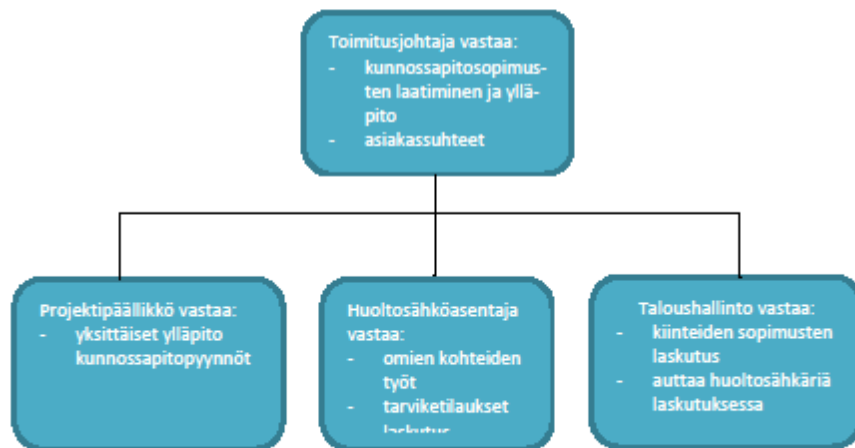 Toimitusjohtaja vastaa:
- kunnossapitosopimus-
ten laatiminen ja yllä-
pito
- asiakassuhteet
Projektipäällikkö vastaa:
- yksittäiset ylläpito
kunnossapitopyynnöt
Huoltosähköasentaja
vastaa:
- omien kohteiden
työt
- tarviketilaukset
laskutus
Taloushallinto vastaa:
- kiinteiden sopimusten
laskutus
- auttaa huoltosähkäriä
laskutuksessa